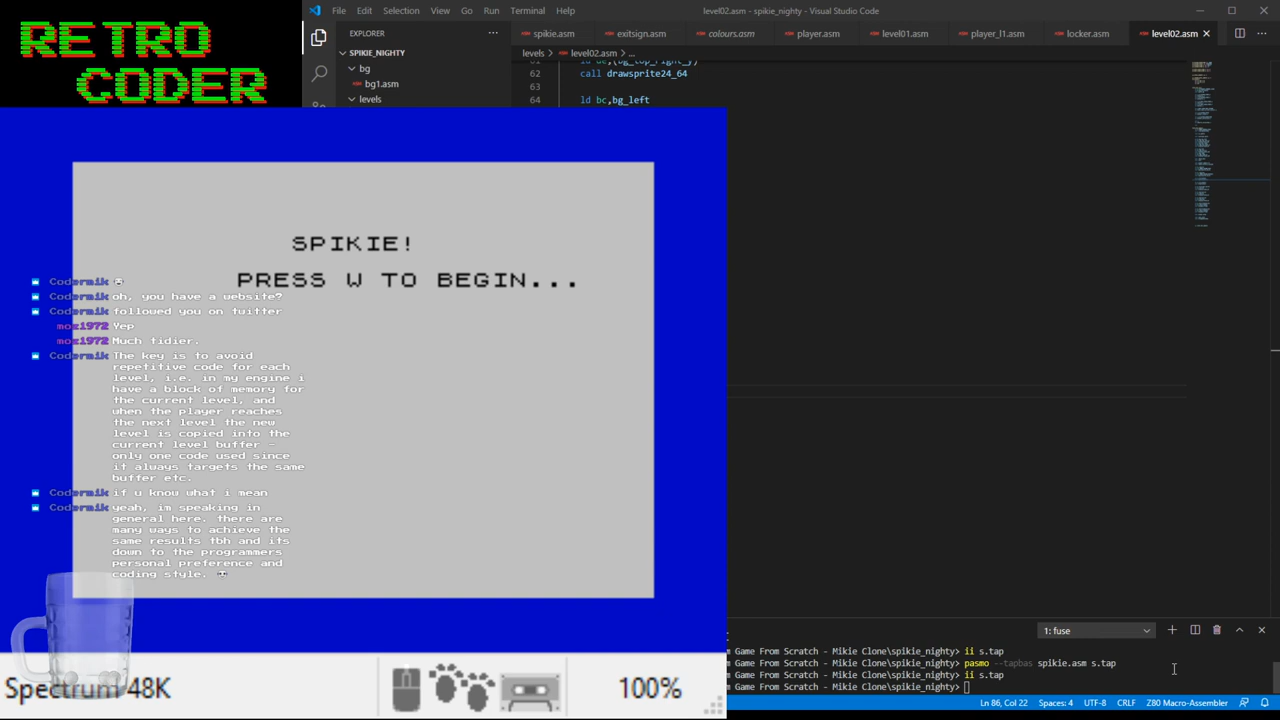 RETRO
CODER
File Edit Selection View Go Run Terminal Help
level02.asm - spikie_nighty - Visual Studio Code
EXPLORER
SPIKIE_NIGHTY
bg
bg1.asm
levels
spikie.asm exitsign.asm colours.asm player.asm level01.asm player_l1.asm locker.asm level02.asm
levels > level02.asm > ...
61 ld de,(bg_top_right_y)
62 call drawsprite24_64
63
64 ld bc,bg_left
SPIKIE!
PRESS W TO BEGIN...
Codermik
Codermik oh, you have a website?
Codermik followed you on twitter
moz1972 Yep
moz1972 Much tidier.
Codermik The key is to avoid
repetitive code for each
level, i.e. in my engine i
have a block of memory for
the current level, and
when the player reaches
the next level the new
level is copied into the
current level buffer -
only one code used since
it always targets the same
buffer etc.
Codermik if u know what i mean
Codermik yeah, im speaking in
general here. there are
many ways to achieve the
same results tbh and its
down to the programmers
personal preference and
coding style.
Spectrum 48K
100%
1: fuse
Game From Scratch - Mikie Clone\spikie_nighty> ii s.tap
Game From Scratch - Mikie Clone\spikie_nighty> pasmo --tapbas spikie.asm s.tap
Game From Scratch - Mikie Clone\spikie_nighty> ii s.tap
Game From Scratch - Mikie Clone\spikie_nighty>
Ln 86, Col 22 Spaces: 4 UTF-8 CRLF Z80 Macro-Assembler